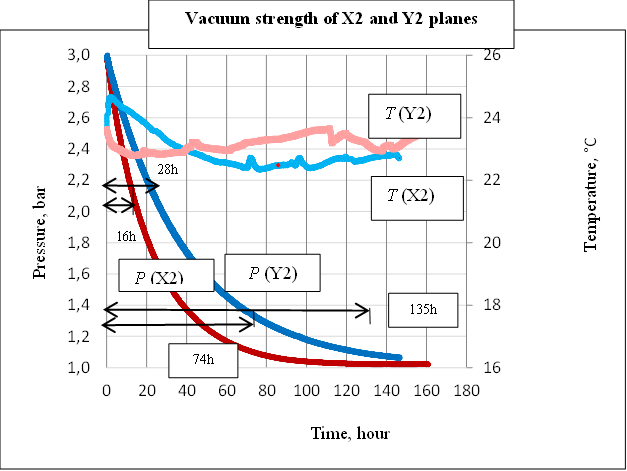 Vacuum strength of X2 and Y2 planes
3,0
2,8
2,6
2,4
2,2
2,0
1,8
1,6
1,4
1,2
1,0
Pressure, bar
26
24
22
20
18
16
Temperature, °C
T (Y2)
T (X2)
28h
16h
P (X2)
P (Y2)
135h
74h
0 20 40 60 80 100 120 140 160 180
Time, hour